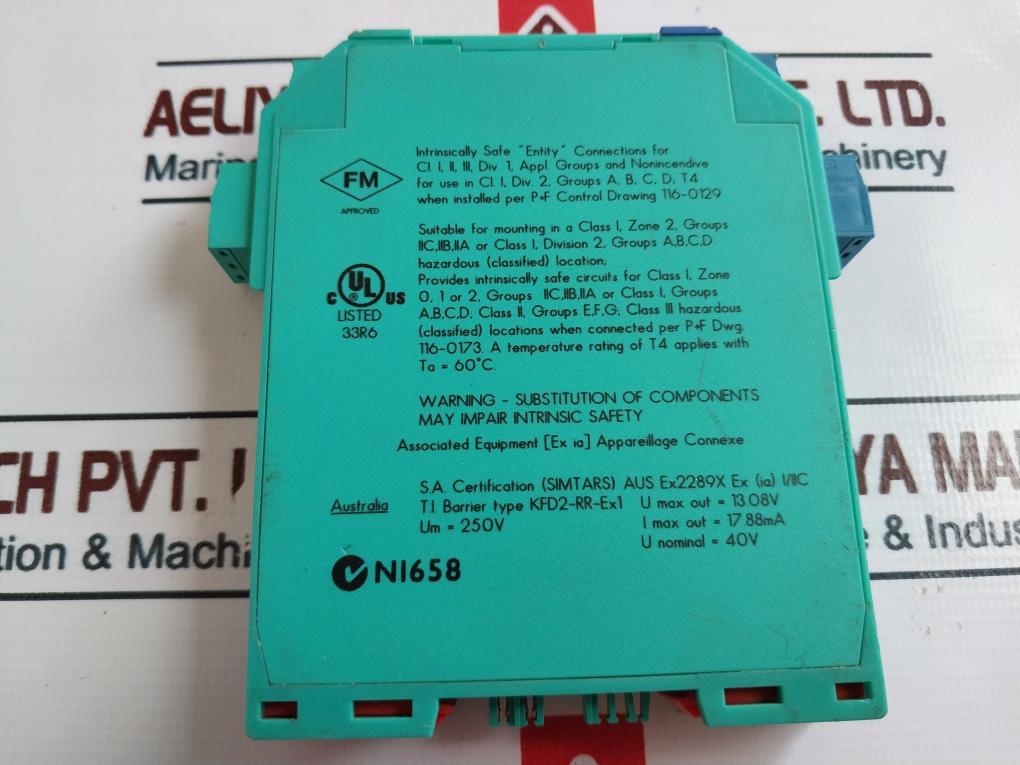 AELIY
E. LTD.
Marin
chinery
Intrinsically Safe "Entity" Connections for
Cl. I, II, III, Div. 1, Appl. Groups and Nonincendive
for use in Cl. I, Div. 2, Groups A, B, C, D; T4
when installed per P+F Control Drawing 116-0129
FM
APPROVED
Suitable for mounting in a Class I, Zone 2, Groups
IIC,IIB,IIA or Class I, Division 2, Groups A,B,C,D
hazardous (classified) location;
Provides intrinsically safe circuits for Class I, Zone
0, 1 or 2, Groups IIC,IIB,IIA or Class I, Groups
A,B,C,D; Class II, Groups E,F,G; Class III hazardous
(classified) locations when connected per P+F Dwg.
116-0173. A temperature rating of T4 applies with
Ta = 60°C.
C UL ® US
LISTED
33R6
WARNING - SUBSTITUTION OF COMPONENTS
MAY IMPAIR INTRINSIC SAFETY
Associated Equipment [Ex ia] Appareillage Connexe
S.A. Certification (SIMTARS) AUS Ex2289X Ex (ia) I/IIC
Australia
T.I. Barrier type KFD2-RR-Ex1 U max out = 13.08V
Um = 250V I max out = 17.88mA
U nominal = 40V
N1658
CH PVT.
YA MA
tion & Machi
e & Indus